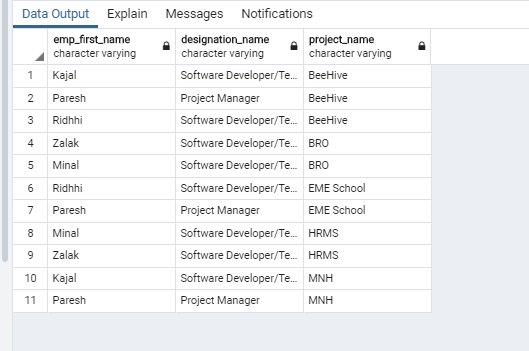 Data Output Explain Messages Notifications
emp_first_name designation_name project_name
character varying character varying character varying
1 Kajal Software Developer/Te... BeeHive
2 Paresh Project Manager BeeHive
3 Ridhhi Software Developer/Te... BeeHive
4 Zalak Software Developer/Te... BRO
5 Minal Software Developer/Te... BRO
6 Ridhhi Software Developer/Te... EME School
7 Paresh Project Manager EME School
8 Minal Software Developer/Te... HRMS
9 Zalak Software Developer/Te... HRMS
10 Kajal Software Developer/Te... MNH
11 Paresh Project Manager MNH